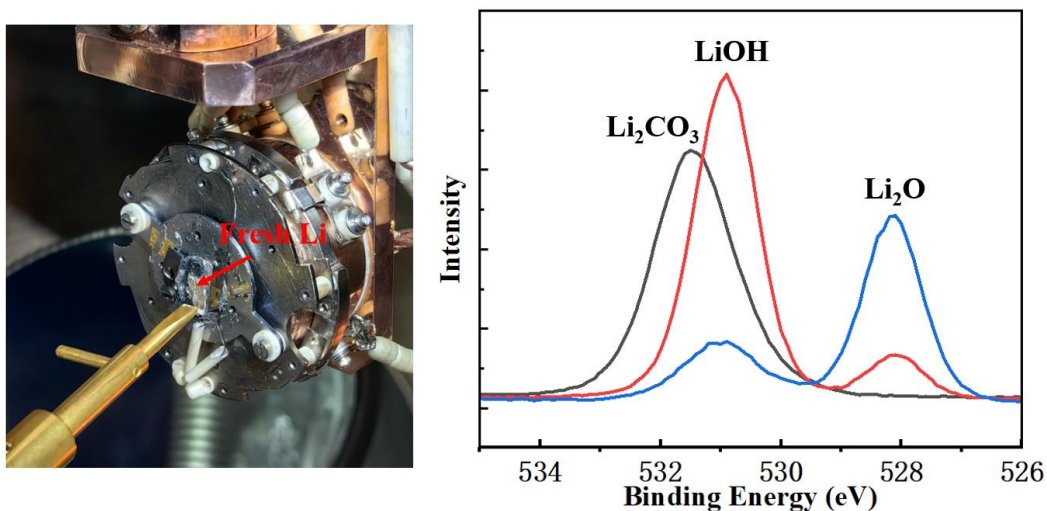 Fresh Li
LiOH
Li₂CO₃
Li₂O
Intensity
534
532
530
528
526
Binding Energy (eV)